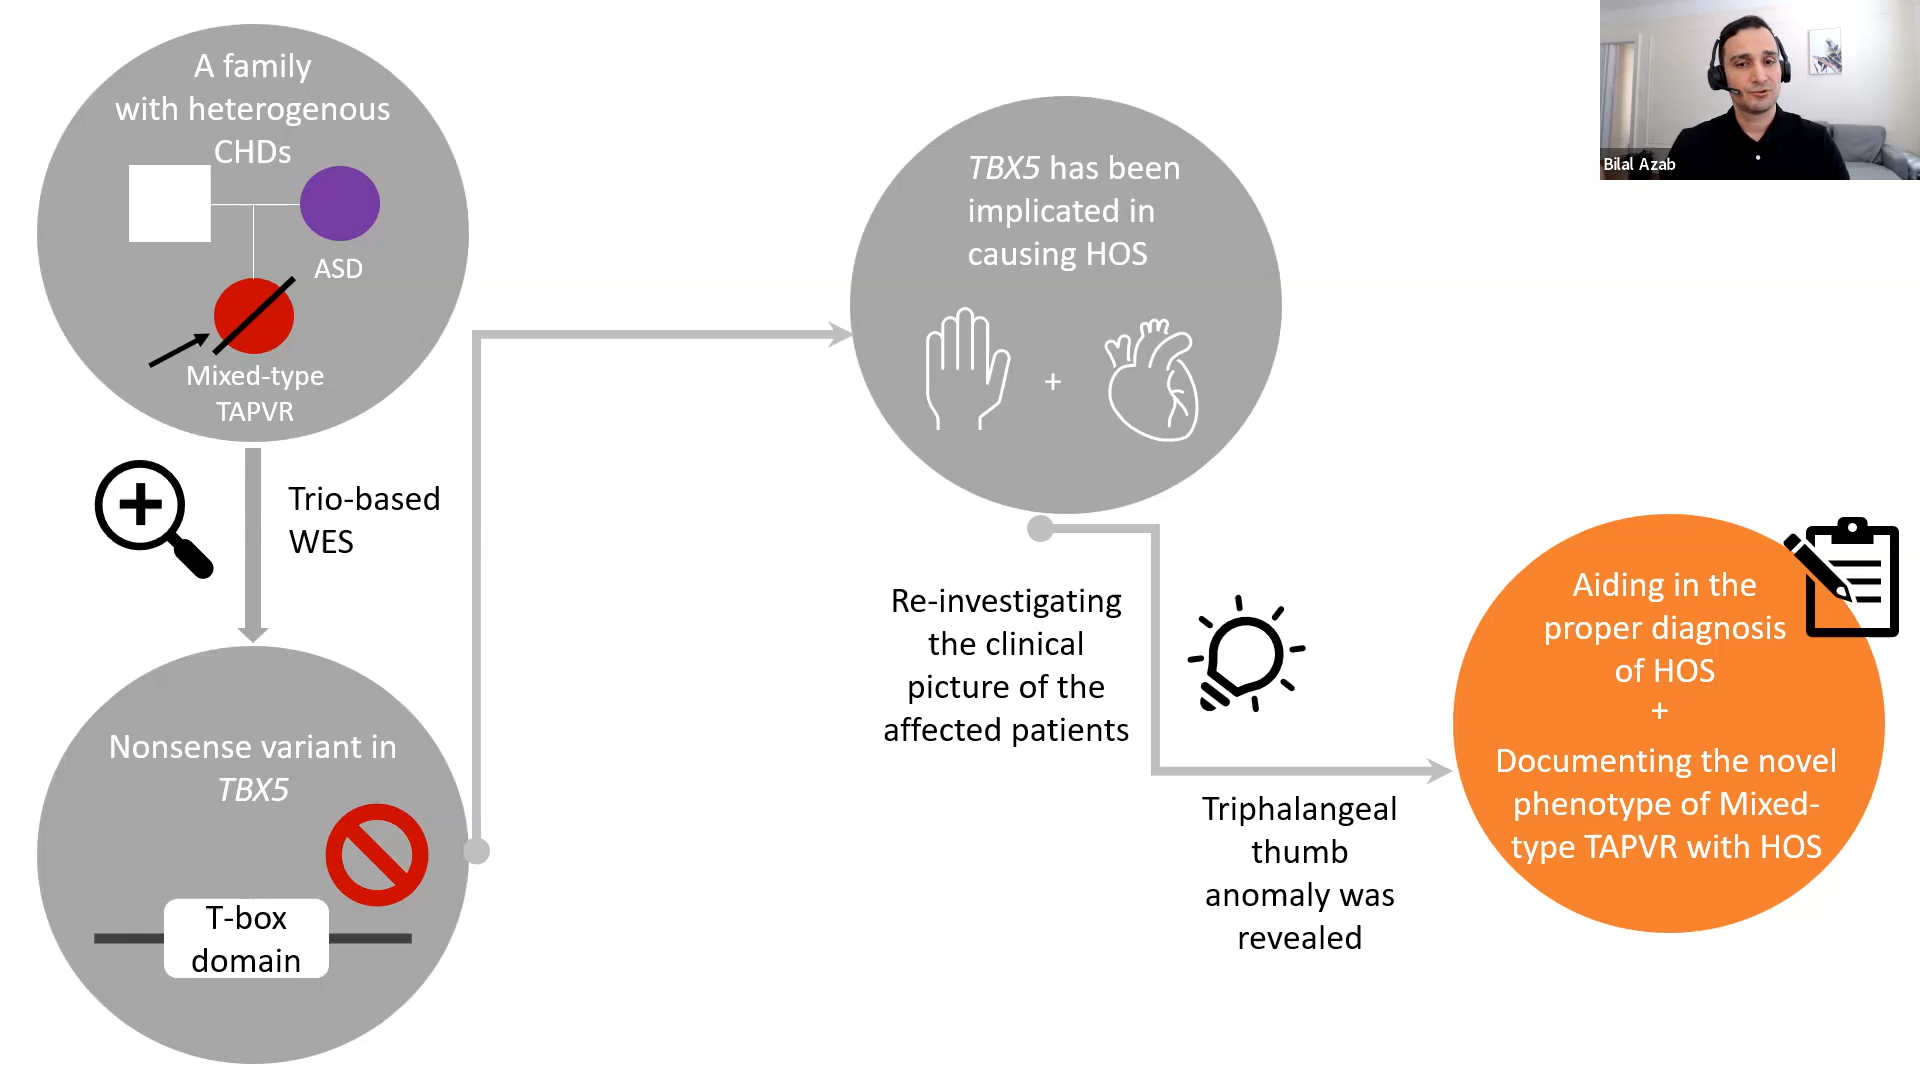 A family
with heterogenous
CHDs
ASD
Mixed-type
TAPVR
Trio-based
WES
Nonsense variant in
TBX5
T-box
domain
TBX5 has been
implicated in
causing HOS
+
Re-investigating
the clinical
picture of the
affected patients
Triphalangeal
thumb
anomaly was
revealed
Aiding in the
proper diagnosis
of HOS
+
Documenting the novel
phenotype of Mixed-
type TAPVR with HOS
Bilal Azab